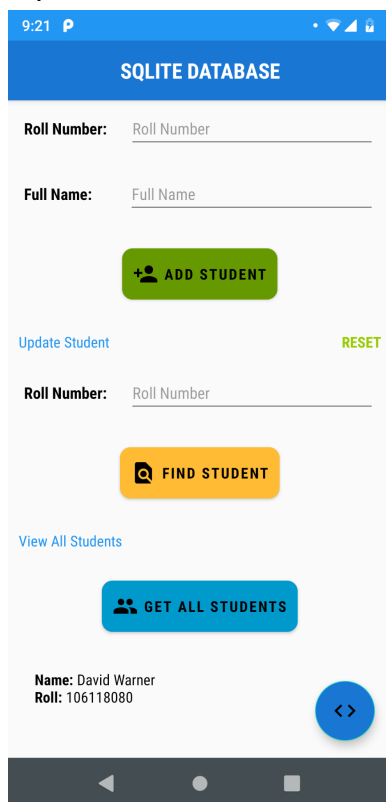 9:21
SQLITE DATABASE
Roll Number: Roll Number
Full Name: Full Name
ADD STUDENT
Update Student RESET
Roll Number: Roll Number
FIND STUDENT
View All Students
GET ALL STUDENTS
Name: David Warner
Roll: 106118080